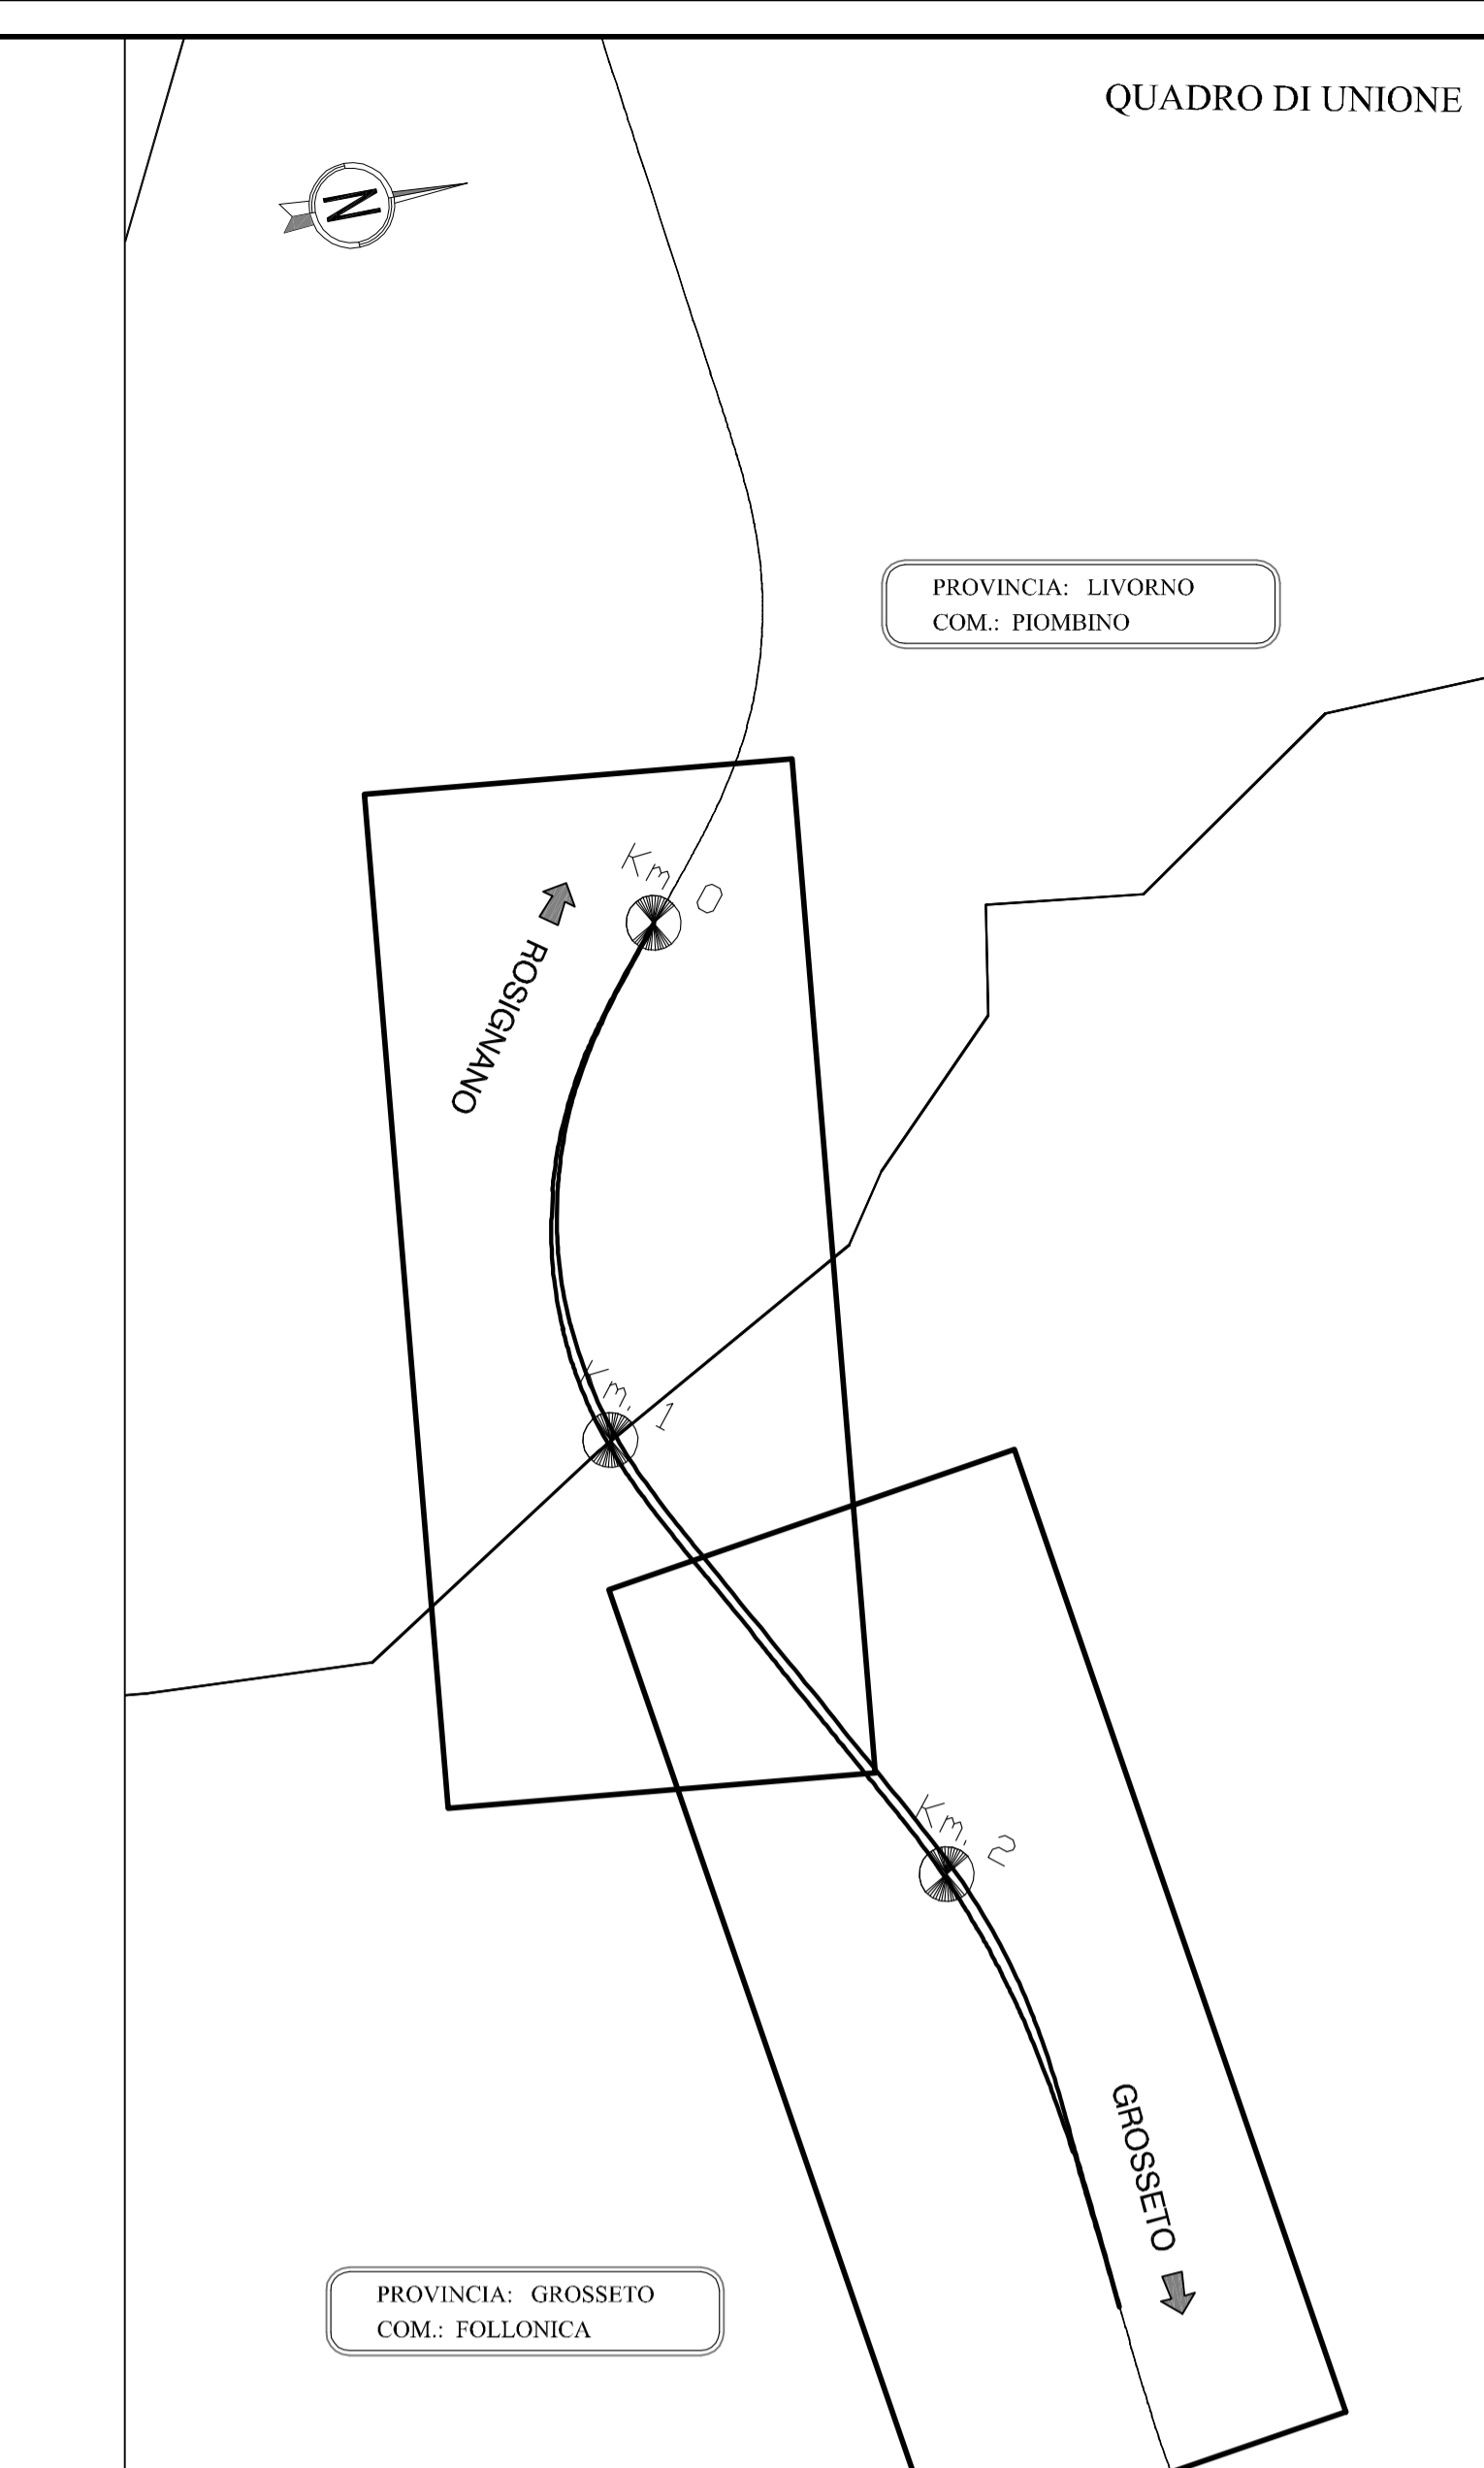 QUADRO DI UNIONE
N
PROVINCIA: LIVORNO
COM.: PIOMBINO
Km. 0
ROSIGNANO
Km. 1
Km. 2
GROSSETO
PROVINCIA: GROSSETO
COM.: FOLLONICA